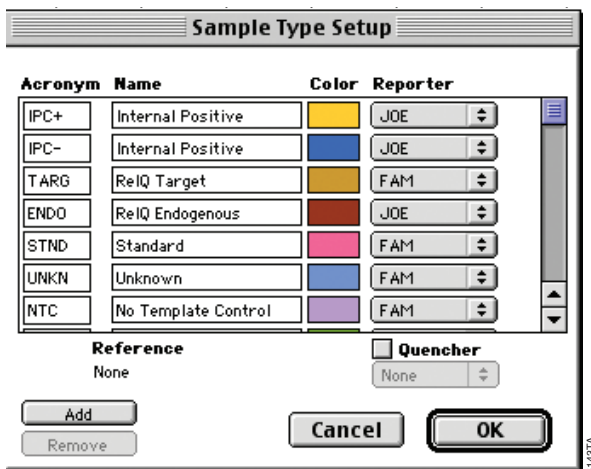 Sample Type Setup
Acronym Name Color Reporter
IPC+ Internal Positive JOE
IPC- Internal Positive JOE
TARG RelQ Target FAM
ENDO RelQ Endogenous JOE
STND Standard FAM
UNKN Unknown FAM
NTC No Template Control FAM
Reference Quencher
None None
Add
Cancel OK
Remove